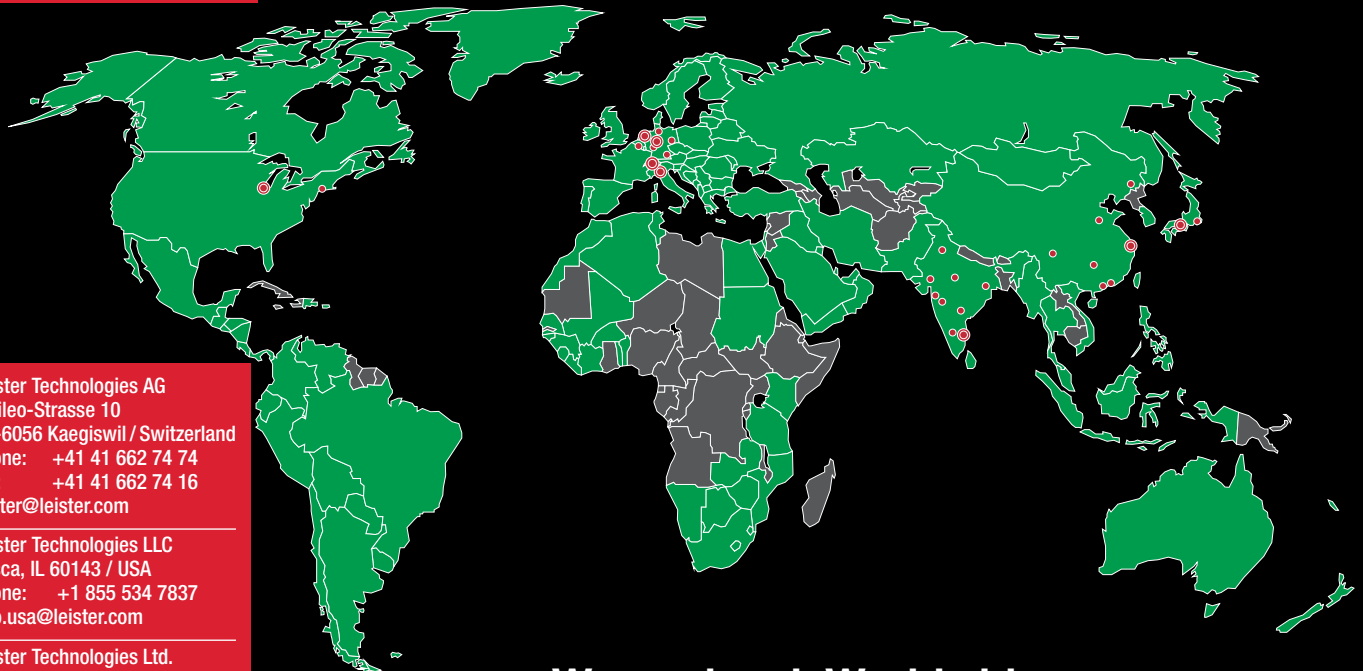 ster Technologies AG
ileo-Strasse 10
-6056 Kaegiswil / Switzerland
one: +41 41 662 74 74
+41 41 662 74 16
ter@leister.com
ster Technologies LLC
ca, IL 60143 / USA
one: +1 855 534 7837
.usa@leister.com
ster Technologies Ltd.